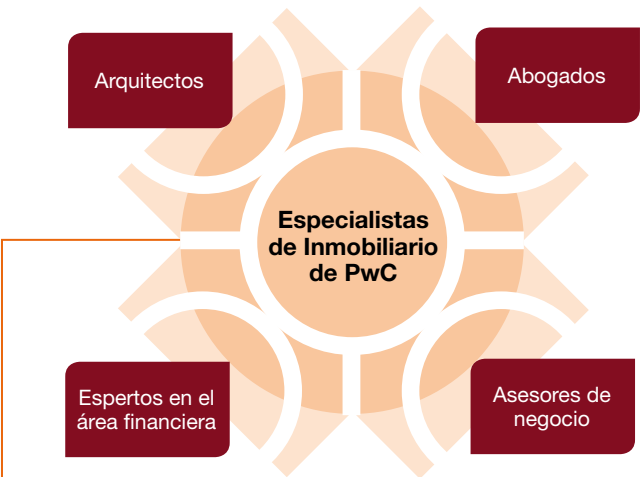 Arquitectos
Abogados
Especialistas
de Inmobiliario
de PwC
Espertos en el
área financiera
Asesores de
negocio